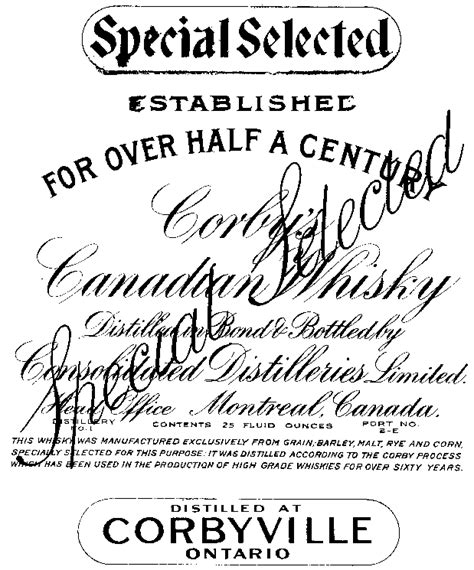 Special Selected
ESTABLISHED
FOR OVER HALF A CENTURY
Corby's
Canadian Whisky
Distilled in Bond & Bottled by
Consolidated Distilleries Limited.
Head Office Montreal, Canada.
DISTILLERY NO. 1 CONTENTS 25 FLUID OUNCES PORT NO. 2-E
THIS WHISKY WAS MANUFACTURED EXCLUSIVELY FROM GRAIN; BARLEY, MALT, RYE AND CORN,
SPECIALLY SELECTED FOR THIS PURPOSE: IT WAS DISTILLED ACCORDING TO THE CORBY PROCESS
WHICH HAS BEEN USED IN THE PRODUCTION OF HIGH GRADE WHISKIES FOR OVER SIXTY YEARS.
Special Selected
DISTILLED AT
CORBYVILLE
ONTARIO